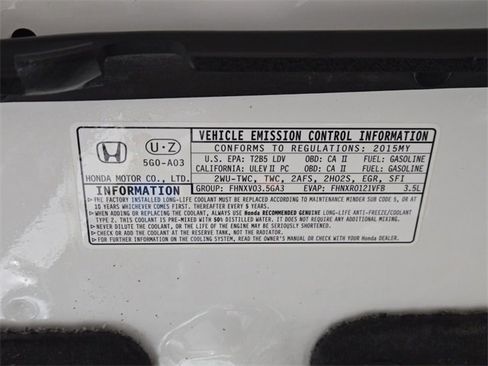 U·Z
5G0-A03
HONDA MOTOR CO., LTD.
VEHICLE EMISSION CONTROL INFORMATION
CONFORMS TO REGULATIONS: 2015MY
U.S. EPA: T2B5 LDV OBD: CA II FUEL: GASOLINE
CALIFORNIA: ULEV II PC OBD: CA II FUEL: GASOLINE
2WU-TWC, TWC, 2AFS, 2HO2S, EGR, SFI
GROUP: FHNXV03.5GA3 EVAP: FHNXR0121VFB 3.5L
INFORMATION
THE FACTORY INSTALLED LONG-LIFE COOLANT MUST BE REPLACED ACCORDING TO MAINTENANCE MINDER SUB CODE 5, OR AT
10 YEARS WHICHEVER COMES FIRST. THEREAFTER EVERY 5 YEARS.
WHEN ADDING OR REPLACING THE COOLANT, ALWAYS USE Honda RECOMMENDED GENUINE LONG-LIFE ANTI-FREEZE/COOLANT
TYPE 2. THIS COOLANT IS PRE-MIXED WITH 50% DISTILLED WATER. IT DOES NOT REQUIRE ANY ADDITIONAL MIXING.
NEVER DILUTE THE COOLANT, OR THE LIFE OF THE ENGINE MAY BE SERIOUSLY SHORTENED.
CHECK OR ADD COOLANT AT THE RESERVE TANK, NOT THE RADIATOR.
FOR FURTHER INFORMATION ON THE COOLING SYSTEM, READ THE OWNER'S MANUAL OR CHECK WITH YOUR Honda DEALER.